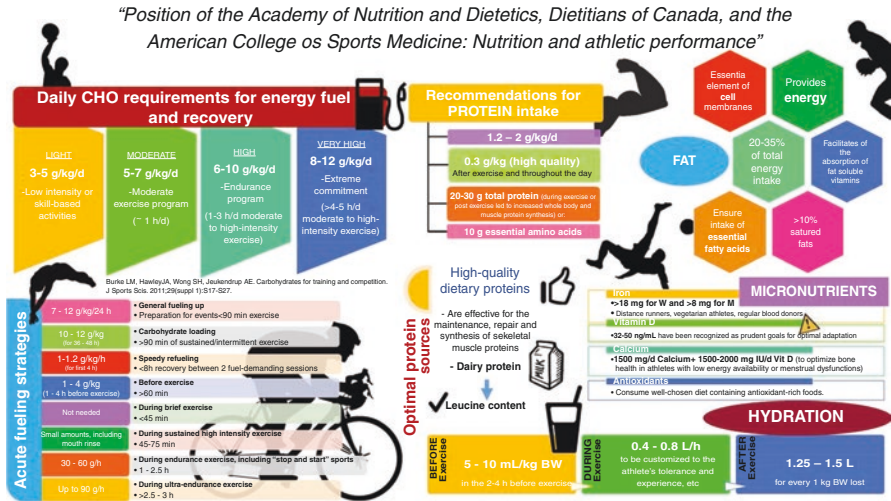 “Position of the Academy of Nutrition and Dietetics, Dietitians of Canada, and the
American College os Sports Medicine: Nutrition and athletic performance”
Daily CHO requirements for energy fuel
and recovery
LIGHT
3-5 g/kg/d
-Low intensity or
skill-based
activities
MODERATE
5-7 g/kg/d
-Moderate
exercise program
(~ 1 h/d)
HIGH
6-10 g/kg/d
-Endurance
program
(1-3 h/d moderate
to high-intensity
exercise)
VERY HIGH
8-12 g/kg/d
-Extreme
commitment
(>4-5 h/d
moderate to high-
intensity exercise)
Burke LM, HawleyJA, Wong SH, Jeukendrup AE. Carbohydrates for training and competition.
J Sports Scis. 2011;29(suppl 1):S17-S27.
Recommendations for
PROTEIN intake
1.2 – 2 g/kg/d
0.3 g/kg (high quality)
After exercise and throughout the day
20-30 g total protein (during exercise or
post exercise led to increased whole body and
muscle protein synthesis) or:
10 g essential amino acids
FAT
Essentia
element of
cell
membranes
Provides
energy
20-35%
of total
energy
intake
Facilitates of
the
absorption of
fat soluble
vitamins
Ensure
intake of
essential
fatty acids
>10%
satured
fats
Acute fueling strategies
7 - 12 g/kg/24 h
• General fueling up
• Preparation for events<90 min exercise
10 - 12 g/kg
(for 36 - 48 h)
• Carbohydrate loading
• >90 min of sustained/intermittent exercise
1-1.2 g/kg/h
(for first 4 h)
• Speedy refueling
• <8h recovery between 2 fuel-demanding sessions
1 - 4 g/kg
(1 - 4 h before exercise)
• Before exercise
• >60 min
Not needed
• During brief exercise
• <45 min
Small amounts, including
mouth rinse
• During sustained high intensity exercise
• 45-75 min
30 - 60 g/h
• During endurance exercise, including "stop and start" sports
• 1 - 2.5 h
Up to 90 g/h
• During ultra-endurance exercise
• >2.5 - 3 h
Optimal protein
sources
High-quality
dietary proteins
- Are effective for the
maintenance, repair and
synthesis of sekeletal
muscle proteins
- Dairy protein
MILK
Leucine content
MICRONUTRIENTS
Iron
•>18 mg for W and >8 mg for M
• Distance runners, vegetarian athletes, regular blood donors
Vitamin D
•32-50 ng/mL have been recognized as prudent goals for optimal adaptation
Calcium
•1500 mg/d Calcium+ 1500-2000 mg IU/d Vit D (to optimize bone
health in athletes with low energy availability or menstrual dysfunctions)
Antioxidants
• Consume well-chosen diet containing antioxidant-rich foods.
HYDRATION
BEFORE
Exercise
5 - 10 mL/kg BW
in the 2-4 h before exercise
DURING
Exercise
0.4 - 0.8 L/h
to be customized to the
athlete's tolerance and
experience, etc
AFTER
Exercise
1.25 – 1.5 L
for every 1 kg BW lost